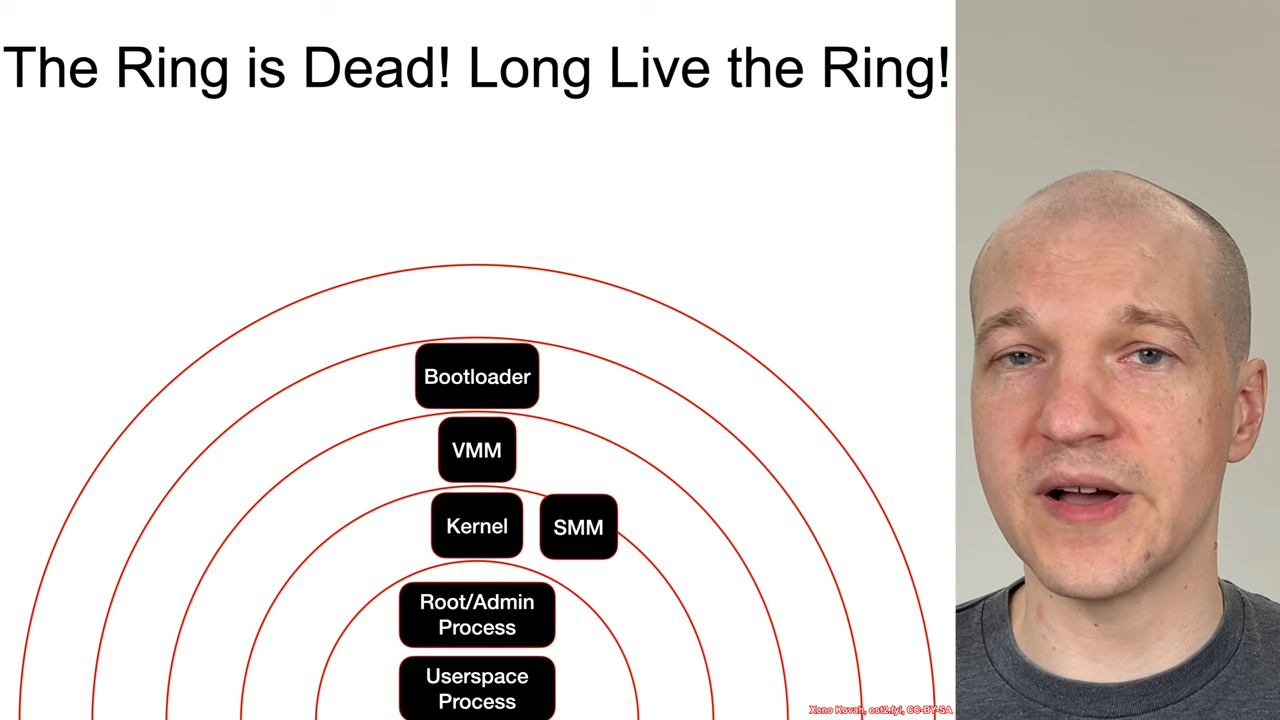 The Ring is Dead! Long Live the Ring!
Bootloader
VMM
Kernel
SMM
Root/Admin
Process
Userspace
Process
Xeno Kovah, ost2.fyi, CC-BY-SA